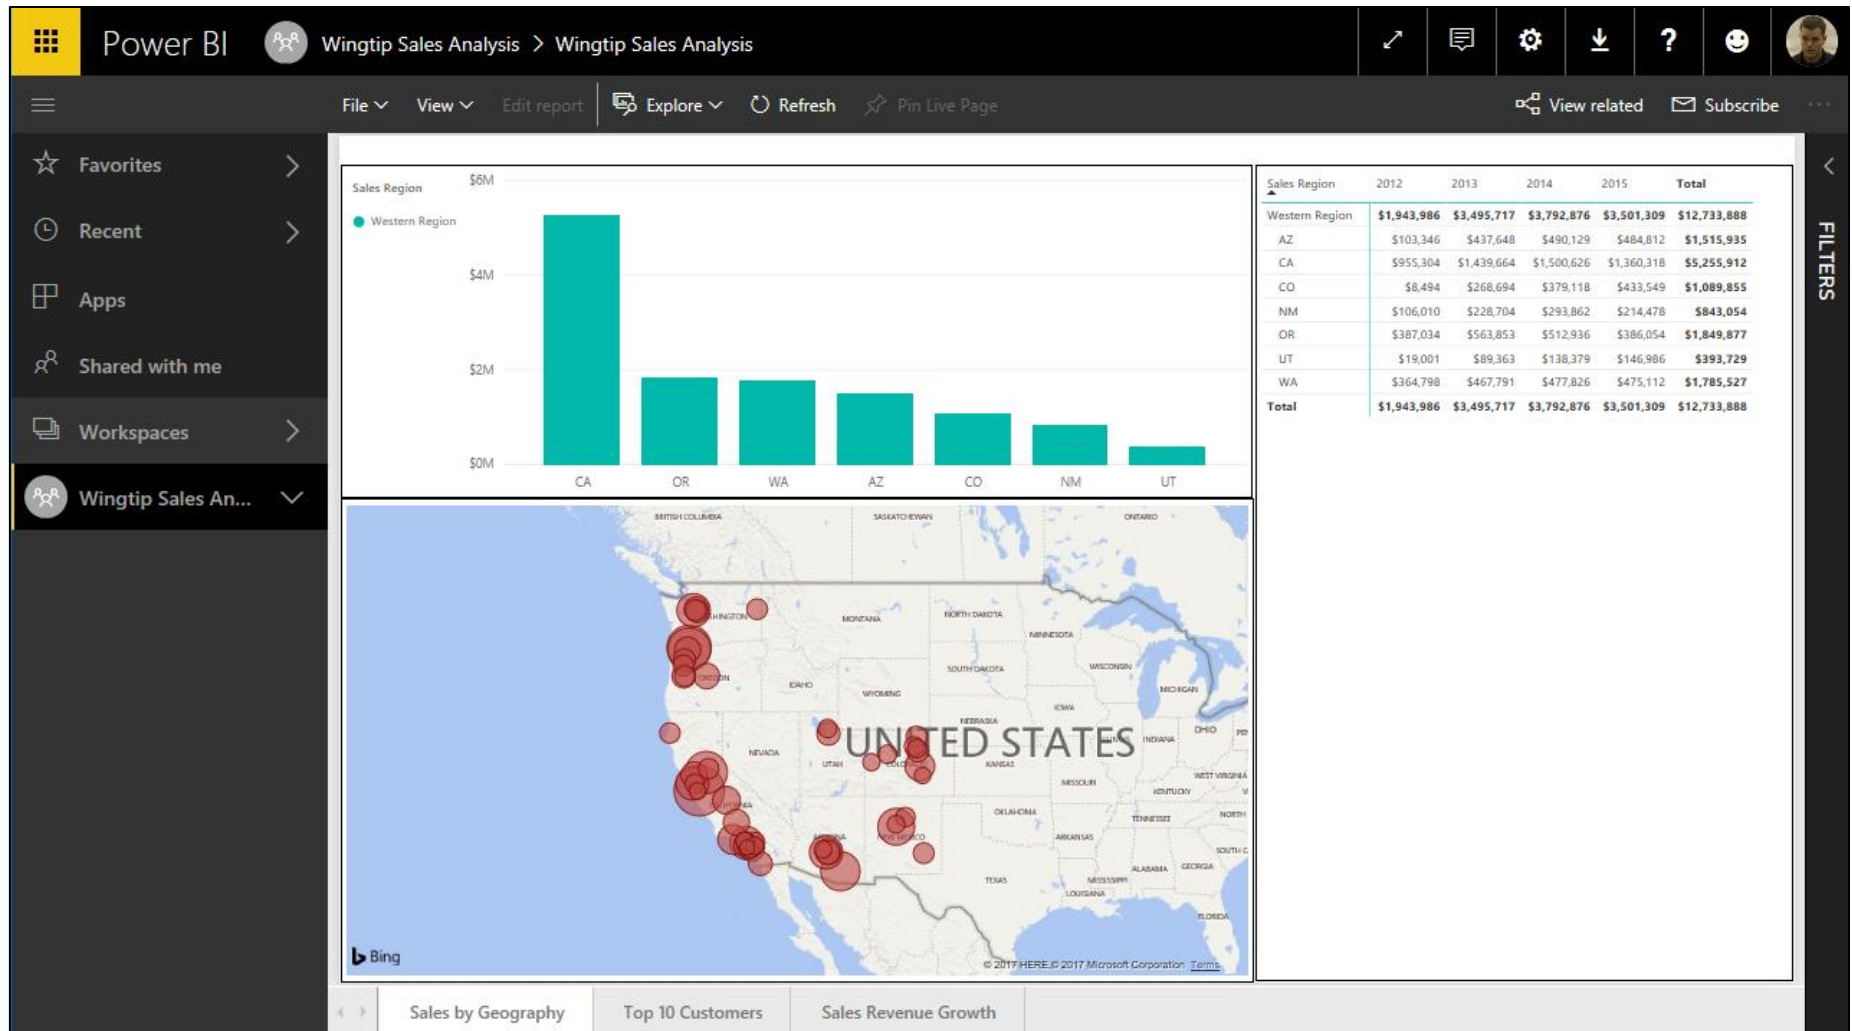 Power BI Wingtip Sales Analysis > Wingtip Sales Analysis
File View Edit report Explore Refresh Pin Live Page View related Subscribe
Favorites
Recent
Apps
Shared with me
Workspaces
Wingtip Sales An...
Sales Region
Western Region
$6M
$4M
$2M
$0M
CA OR WA AZ CO NM UT
Sales Region 2012 2013 2014 2015 Total
Western Region $1,943,986 $3,495,717 $3,792,876 $3,501,309 $12,733,888
AZ $103,346 $437,648 $490,129 $484,812 $1,515,935
CA $955,304 $1,439,664 $1,500,626 $1,360,318 $5,255,912
CO $8,494 $268,694 $379,118 $433,549 $1,089,855
NM $106,010 $228,704 $293,862 $214,478 $843,054
OR $387,034 $563,853 $512,936 $386,054 $1,849,877
UT $19,001 $89,363 $138,379 $146,986 $393,729
WA $364,798 $467,791 $477,826 $475,112 $1,785,527
Total $1,943,986 $3,495,717 $3,792,876 $3,501,309 $12,733,888
FILTERS
BRITISH COLUMBIA SASKATCHEWAN ONTARIO
MONTANA NORTH DAKOTA
MINNESOTA
SOUTH DAKOTA WISCONSIN
IDAHO WYOMING MICHIGAN
NEBRASKA IOWA
UNITED STATES
NEVADA UTAH KANSAS INDIANA OHIO
MISSOURI WEST VIRGINIA
KENTUCKY
OKLAHOMA TENNESSEE NORTH
ARKANSAS
SOUTH C
TEXAS MISSISSIPPI ALABAMA GEORGIA
LOUISIANA
FLORIDA
Bing
© 2017 HERE © 2017 Microsoft Corporation Terms
Sales by Geography Top 10 Customers Sales Revenue Growth